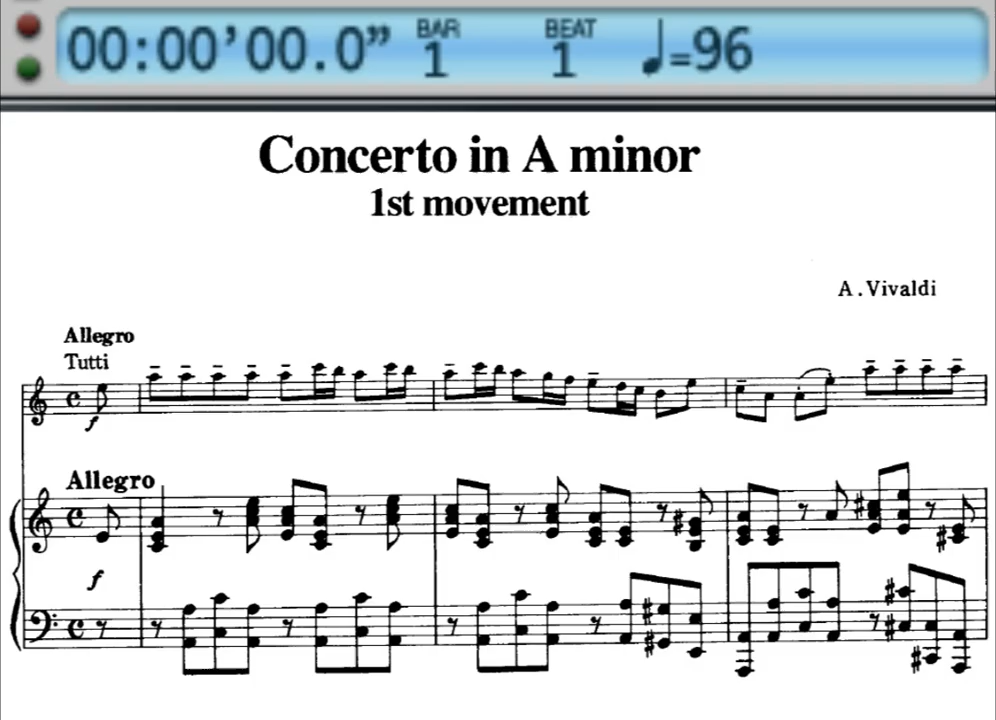 00:00’00.0” BAR 1 BEAT 1 ♩=96
Concerto in A minor
1st movement
A.Vivaldi
Allegro
Tutti
f
Allegro
f